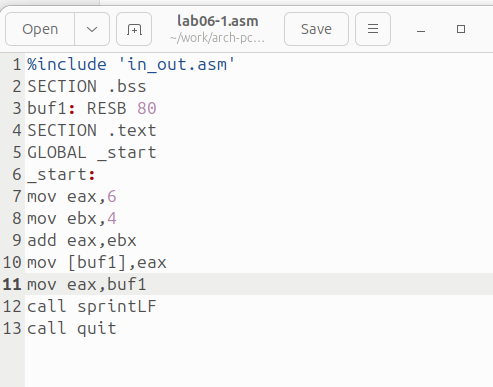 Open lab06-1.asm Save
~/work/arch-pc...
1 %include 'in_out.asm'
2 SECTION .bss
3 buf1: RESB 80
4 SECTION .text
5 GLOBAL _start
6 _start:
7 mov eax,6
8 mov ebx,4
9 add eax,ebx
10 mov [buf1],eax
11 mov eax,buf1
12 call sprintLF
13 call quit